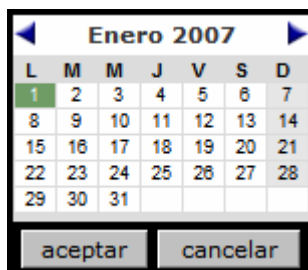 Enero 2007
L M M J V S D
1 2 3 4 5 6 7
8 9 10 11 12 13 14
15 16 17 18 19 20 21
22 23 24 25 26 27 28
29 30 31
aceptar cancelar